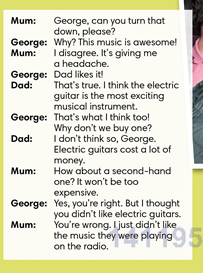 Mum: George, can you turn that
down, please?
George: Why? This music is awesome!
Mum: I disagree. It's giving me
a headache.
George: Dad likes it!
Dad: That's true. I think the electric
guitar is the most exciting
musical instrument.
George: That's what I think too!
Why don't we buy one?
Dad: I don't think so, George.
Electric guitars cost a lot of
money.
Mum: How about a second-hand
one? It won't be too
expensive.
George: Yes, you're right. But I thought
you didn't like electric guitars.
Mum: You're wrong. I just didn't like
the music they were playing
on the radio.
141195